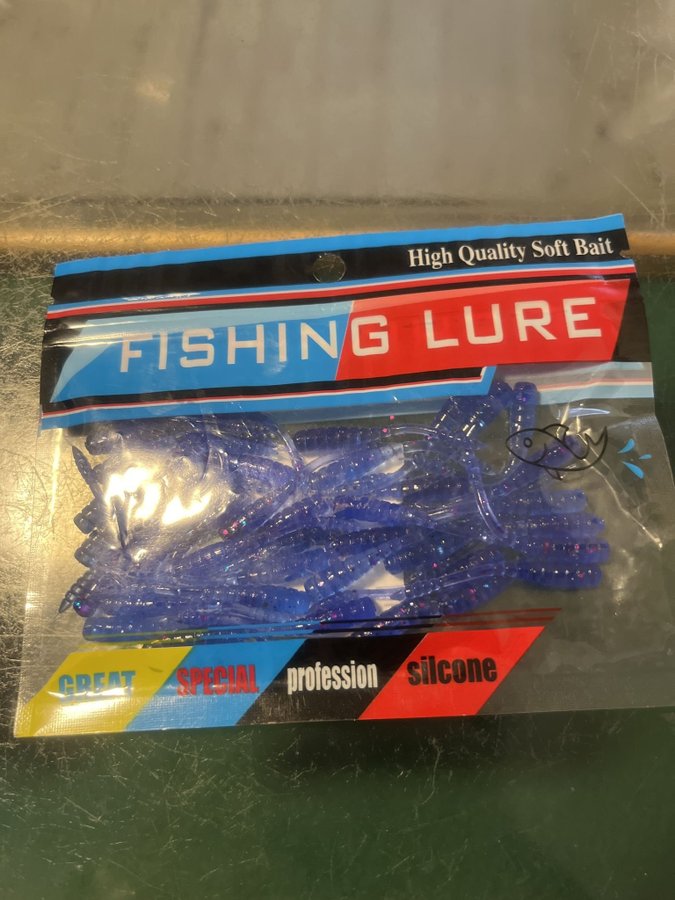 High Quality Soft Bait
FISHING LURE
GREAT SPECIAL profession silcone